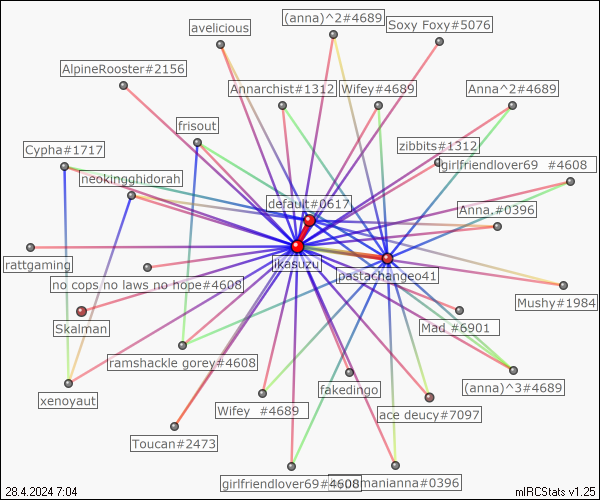 (anna)^2#4689
Soxy Foxy#5076
avelicious
AlpineRooster#2156
Annarchist#1312
Wifey#4689
Anna^2#4689
frisout
Cypha#1717
zibbits#1312
girlfriendlover69 #4608
neokinghidorah
default#0617
Anna,#0396
rattgaming
ikasuzu
pastachangeo41
no cops no laws no hope#4608
Mushy#1984
Skalman
Mad_#6901
ramshackle gorey#4608
fakedingo
(anna)^3#4689
xenoyaut
Wifey #4689
ace deucy#7097
Toucan#2473
girlfriendlover69#4608
#0396
28.4.2024 7:04
mIRCStats v1.25